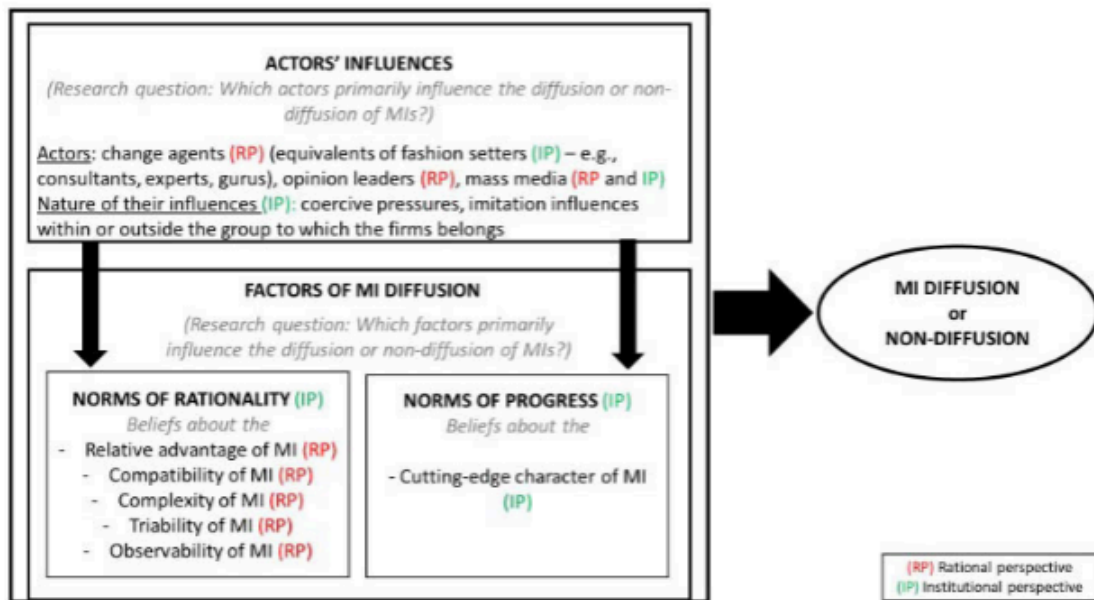 ACTORS' INFLUENCES
(Research question: Which actors primarily influence the diffusion or non-
diffusion of MIs?)
Actors: change agents (RP) (equivalents of fashion setters (IP) – e.g.,
consultants, experts, gurus), opinion leaders (RP), mass media (RP and IP)
Nature of their influences (IP): coercive pressures, imitation influences
within or outside the group to which the firms belongs
FACTORS OF MI DIFFUSION
(Research question: Which factors primarily
influence the diffusion or non-diffusion of MIs?)
NORMS OF RATIONALITY (IP)
Beliefs about the
- Relative advantage of MI (RP)
- Compatibility of MI (RP)
- Complexity of MI (RP)
- Triability of MI (RP)
- Observability of MI (RP)
NORMS OF PROGRESS (IP)
Beliefs about the
- Cutting-edge character of MI
(IP)
MI DIFFUSION
or
NON-DIFFUSION
(RP) Rational perspective
(IP) Institutional perspective